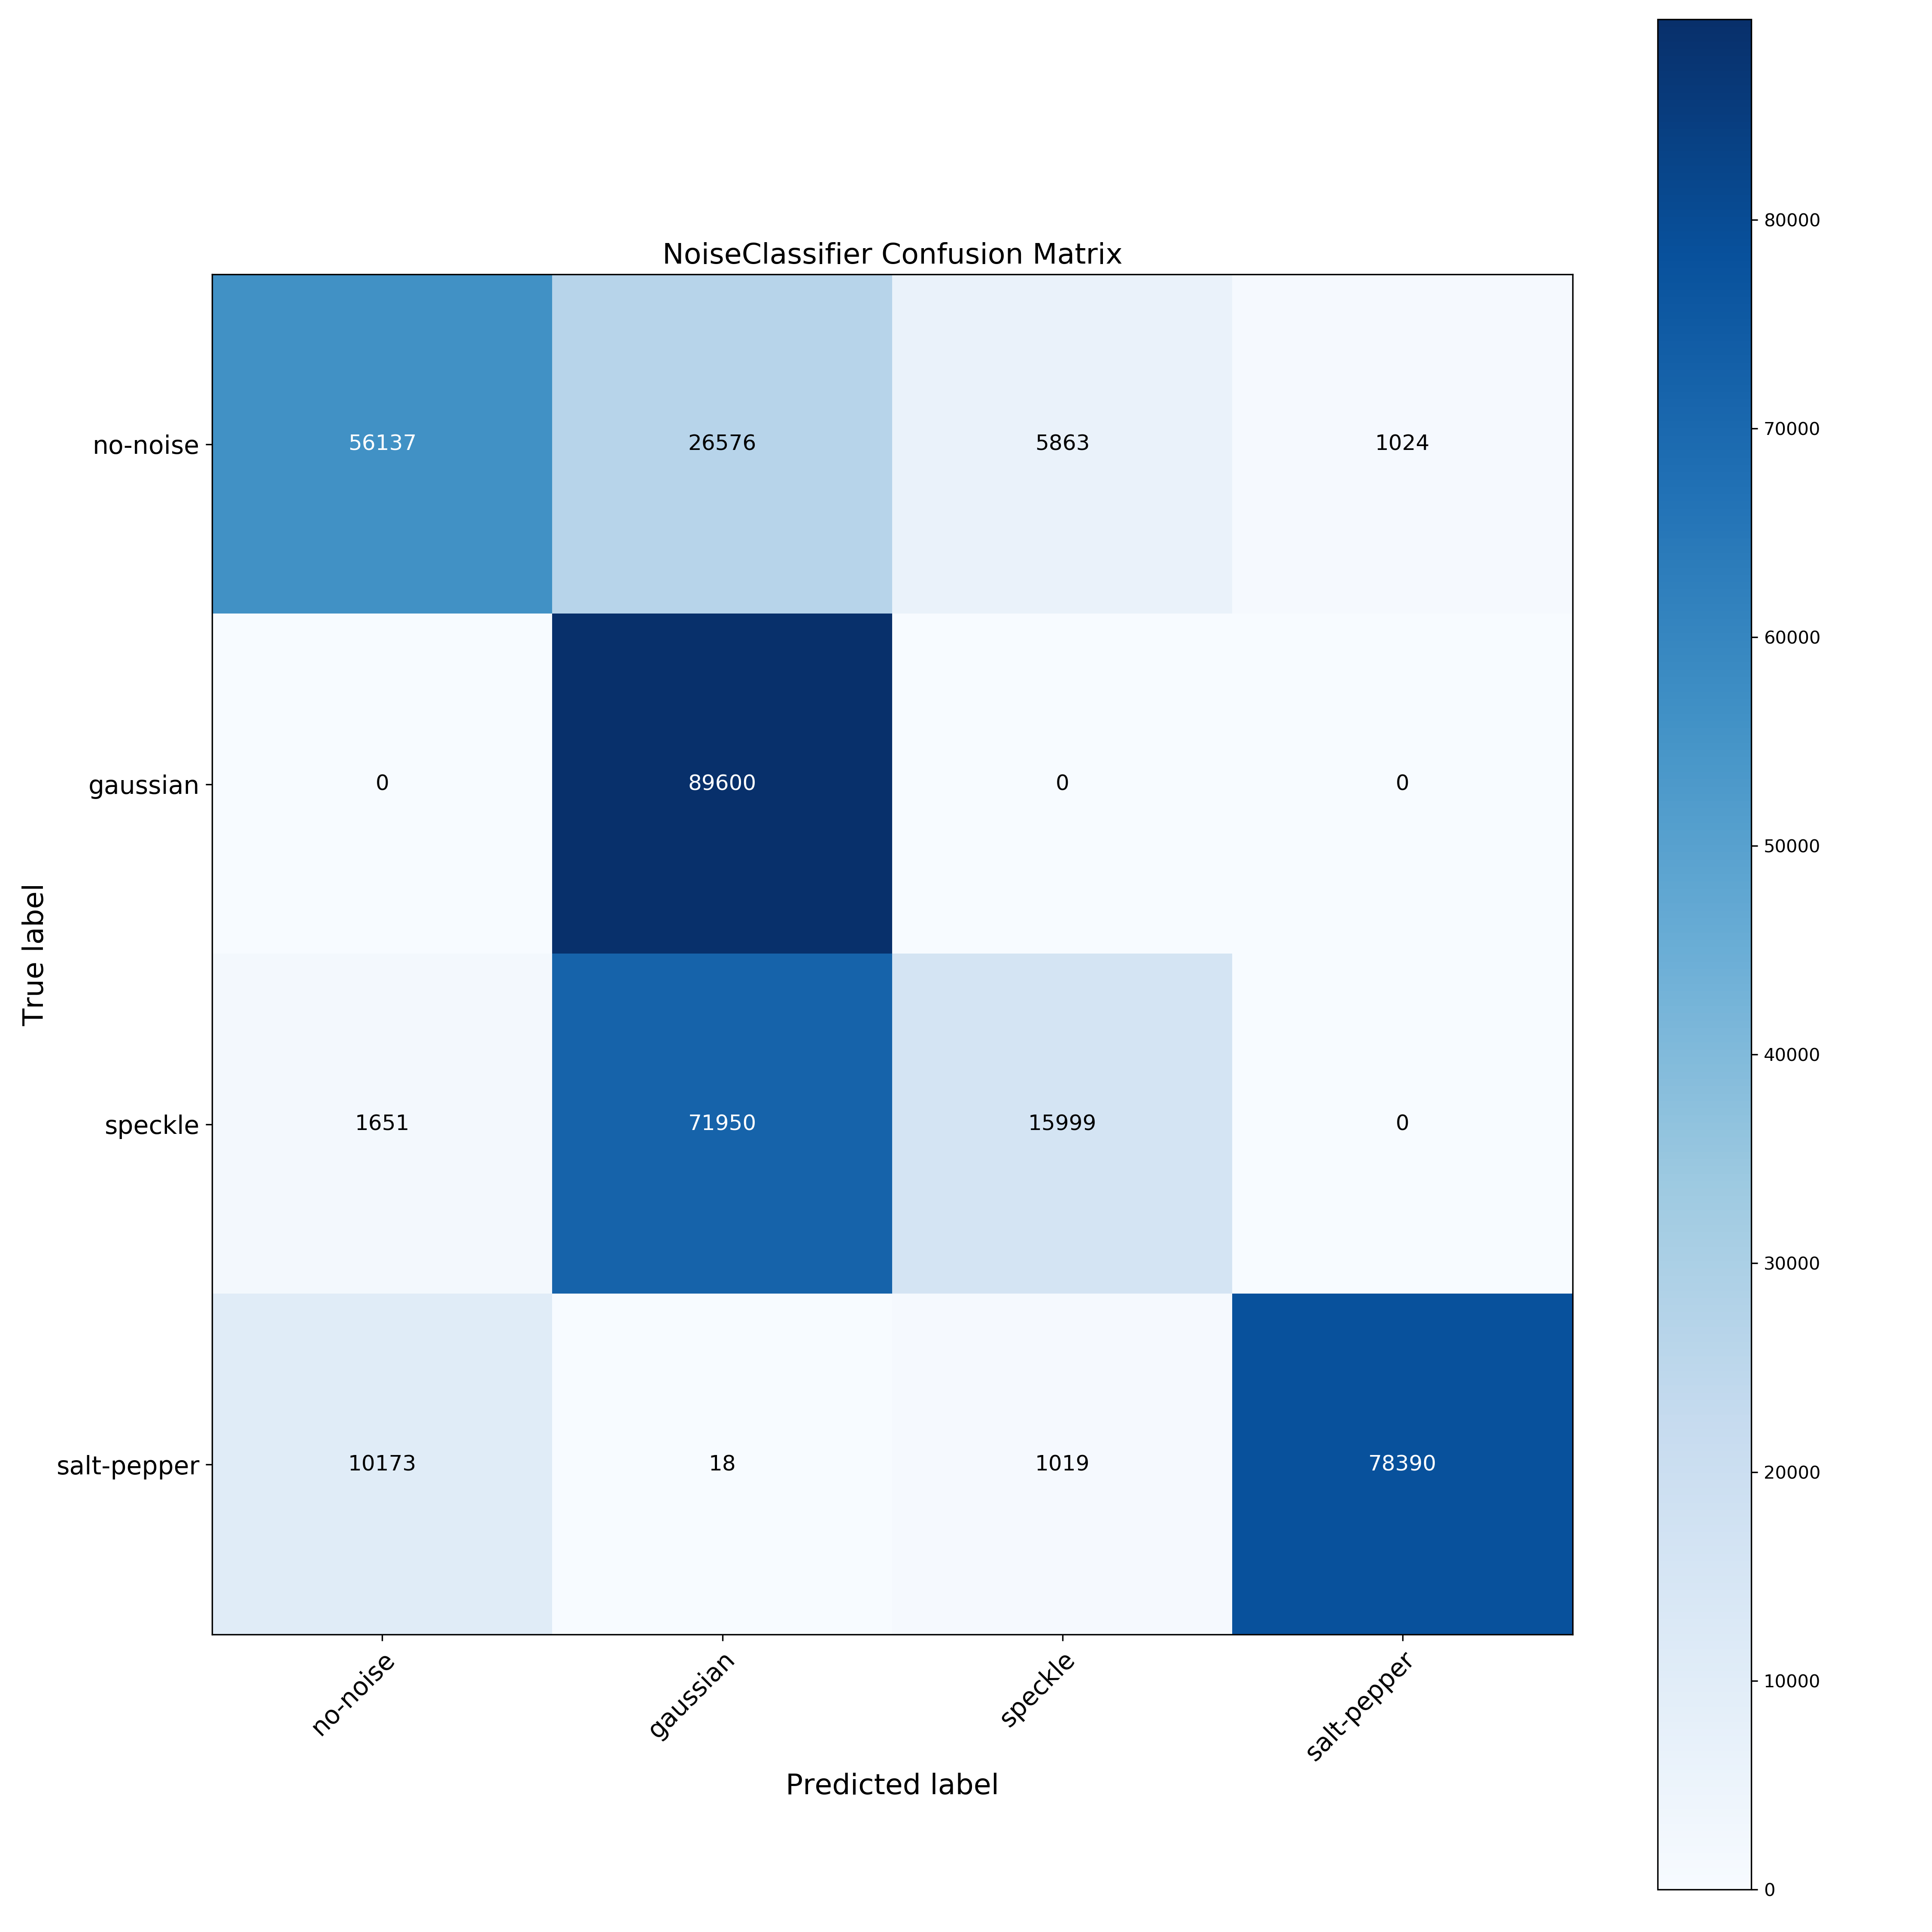 NoiseClassifier Confusion Matrix
80000
70000
60000
50000
40000
30000
20000
10000
0
True label
no-noise
56137 26576 5863 1024
gaussian
0 89600 0 0
speckle
1651 71950 15999 0
salt-pepper
10173 18 1019 78390
no-noise gaussian speckle salt-pepper
Predicted label